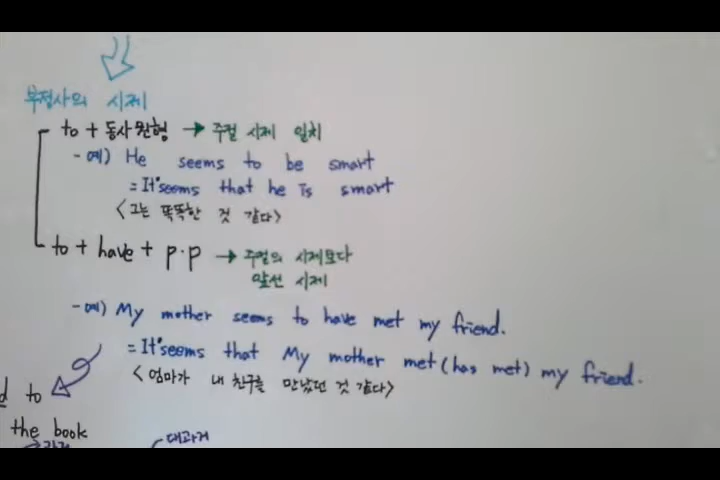 부정사의 시제
to + 동사원형 → 주절 시제 일치
- 예) He seems to be smart
= It seems that he is smart
<그는 똑똑한 것 같다>
to + have + p.p → 주절의 시제보다
앞선 시제
- 예) My mother seems to have met my friend.
= It seems that My mother met (has met) my friend.
<엄마가 내 친구를 만났던 것 같다>
to
the book
대과거